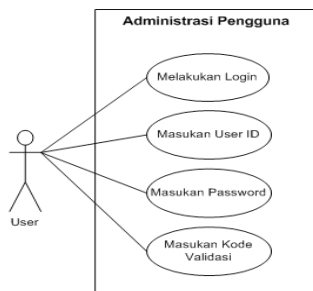 Administrasi Pengguna
Melakukan Login
Masukan User ID
Masukan Password
Masukan Kode
Validasi
User